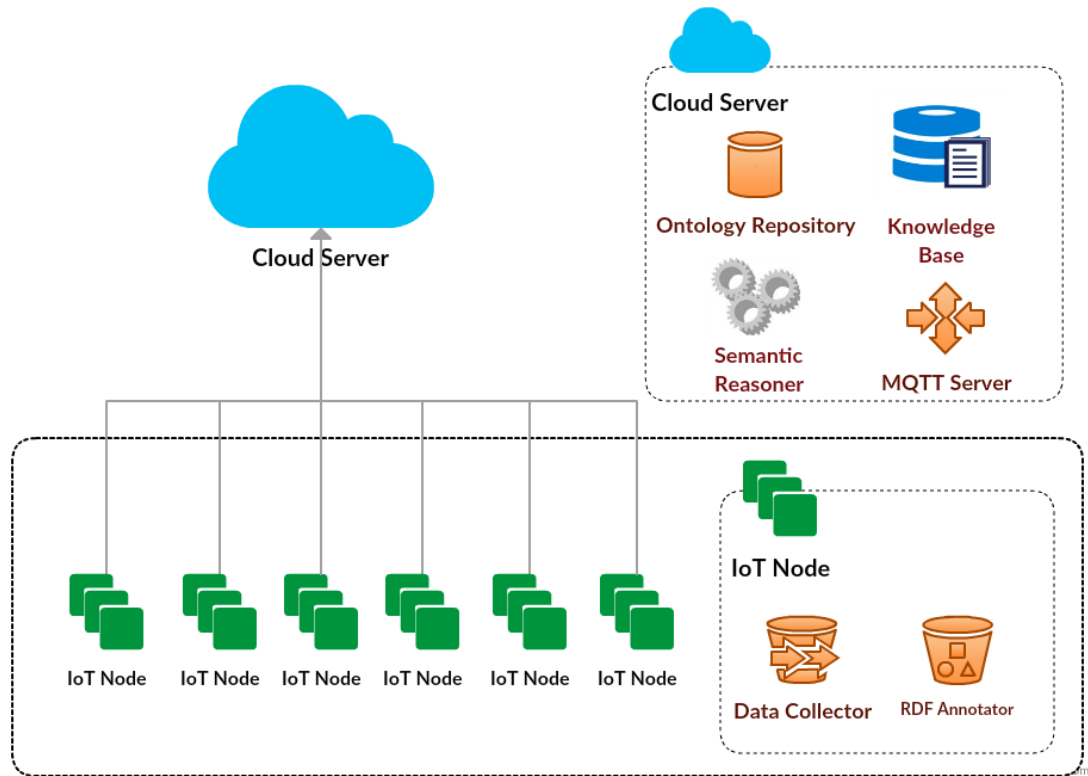 Cloud Server
Cloud Server
Ontology Repository
Knowledge
Base
Semantic
Reasoner
MQTT Server
IoT Node
IoT Node
IoT Node
IoT Node
IoT Node
IoT Node
IoT Node
Data Collector
RDF Annotator